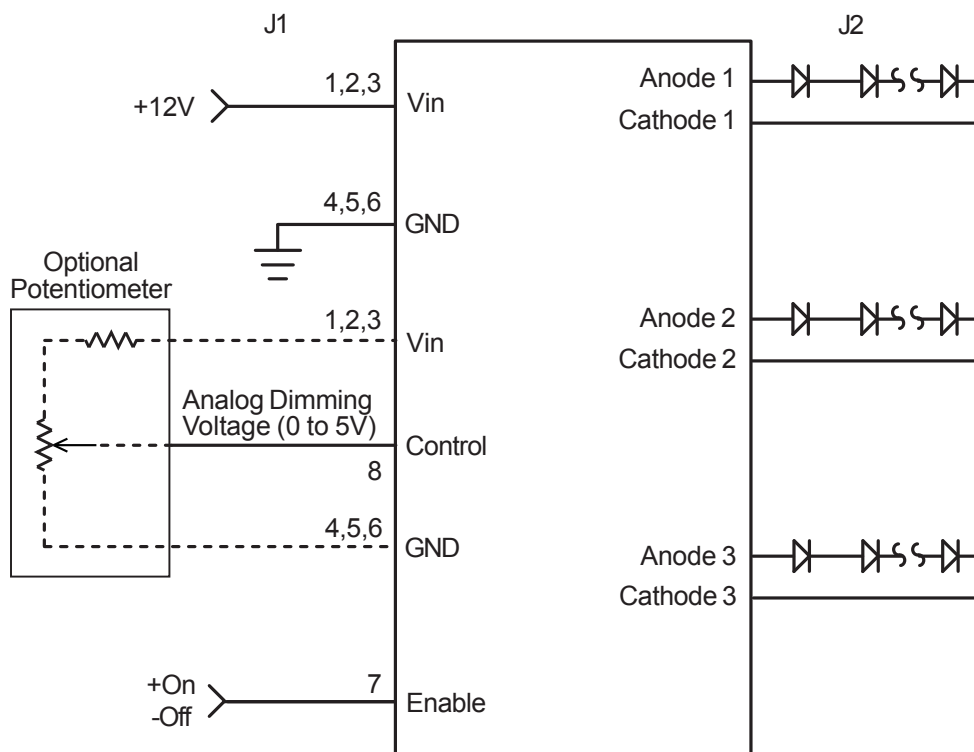 J1
J2
1,2,3
+12V
Vin
Anode 1
Cathode 1
4,5,6
GND
Optional
Potentiometer
1,2,3
Vin
Anode 2
Cathode 2
Analog Dimming
Voltage (0 to 5V)
Control
8
4,5,6
GND
Anode 3
Cathode 3
+On
-Off
7
Enable